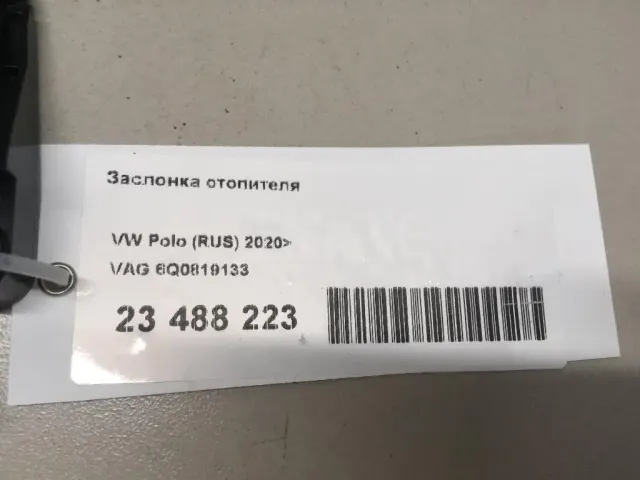 Заслонка отопителя
VW Polo (RUS) 2020>
VAG 6Q0819133
23 488 223